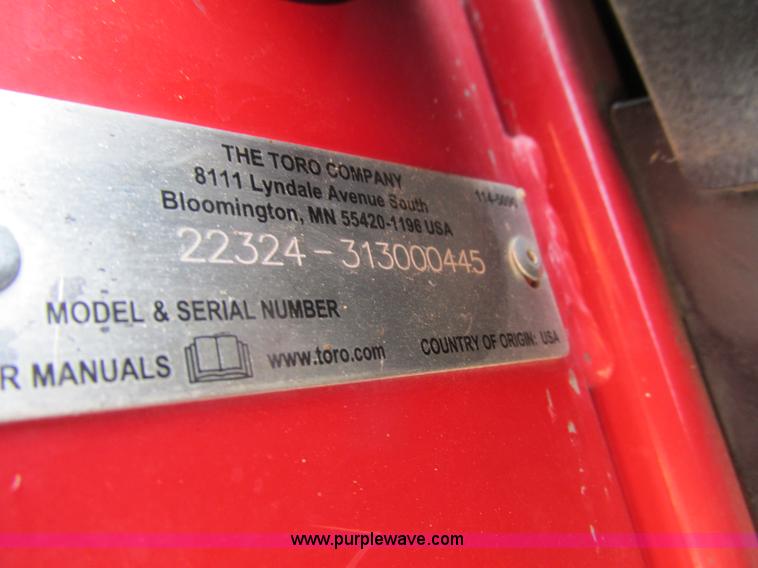 THE TORO COMPANY
8111 Lyndale Avenue South
Bloomington, MN 55420-1196 USA
22324-313000445
MODEL & SERIAL NUMBER
R MANUALS www.toro.com COUNTRY OF ORIGIN: USA
www.purplewave.com